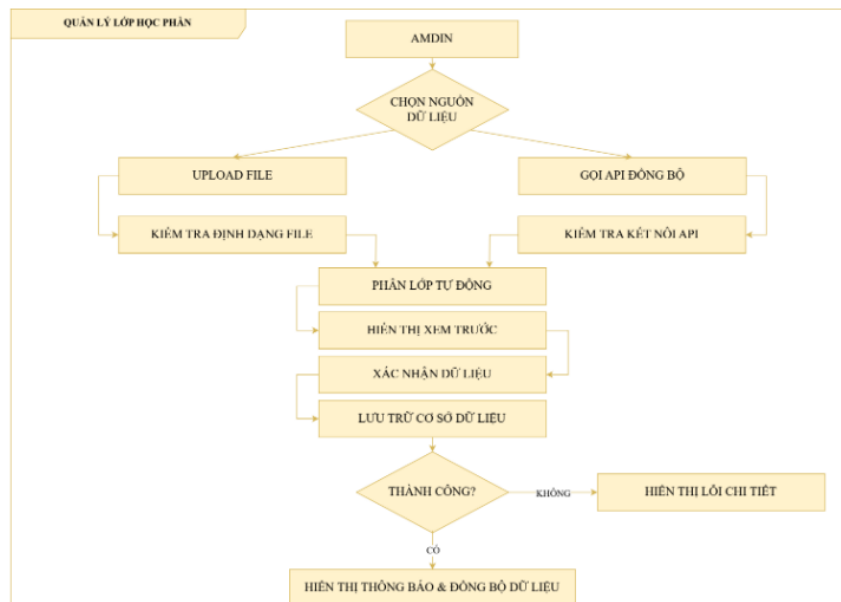 QUẢN LÝ LỚP HỌC PHẦN
AMDIN
CHỌN NGUỒN
DỮ LIỆU
UPLOAD FILE
GỌI API ĐỒNG BỘ
KIỂM TRA ĐỊNH DẠNG FILE
KIỂM TRA KẾT NỐI API
PHÂN LỚP TỰ ĐỘNG
HIỂN THỊ XEM TRƯỚC
XÁC NHẬN DỮ LIỆU
LƯU TRỮ CƠ SỞ DỮ LIỆU
THÀNH CÔNG?
KHÔNG
HIỂN THỊ LỖI CHI TIẾT
CÓ
HIỂN THỊ THÔNG BÁO & ĐỒNG BỘ DỮ LIỆU